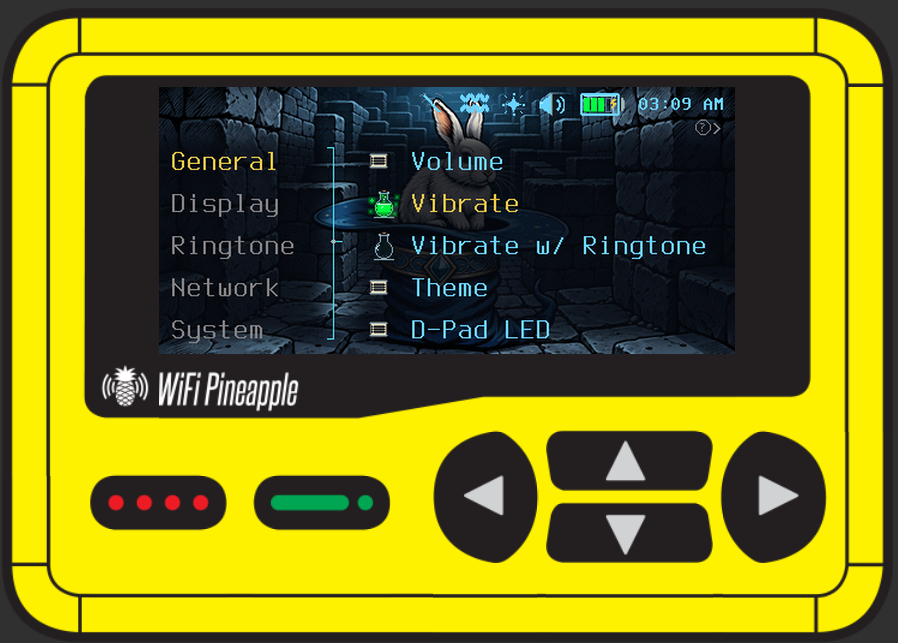 03:09 AM
?
General
Volume
Display
Vibrate
Ringtone
Vibrate w/ Ringtone
Network
Theme
System
D-Pad LED
WiFi Pineapple